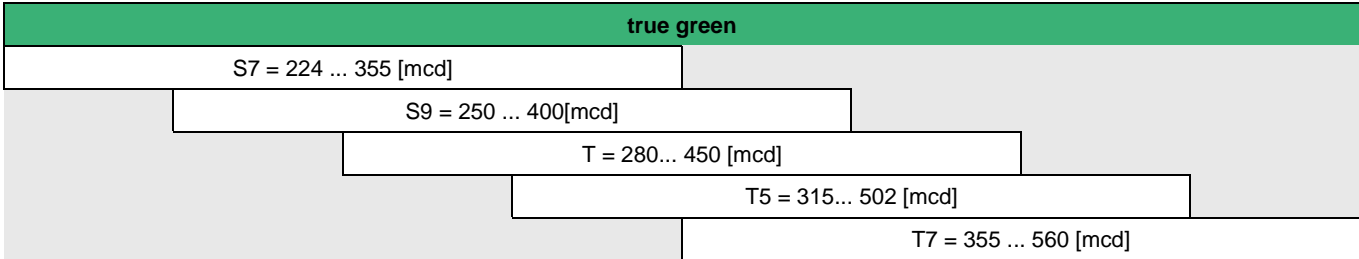 true green
S7 = 224 ... 355 [mcd]
S9 = 250 ... 400[mcd]
T = 280... 450 [mcd]
T5 = 315... 502 [mcd]
T7 = 355 ... 560 [mcd]